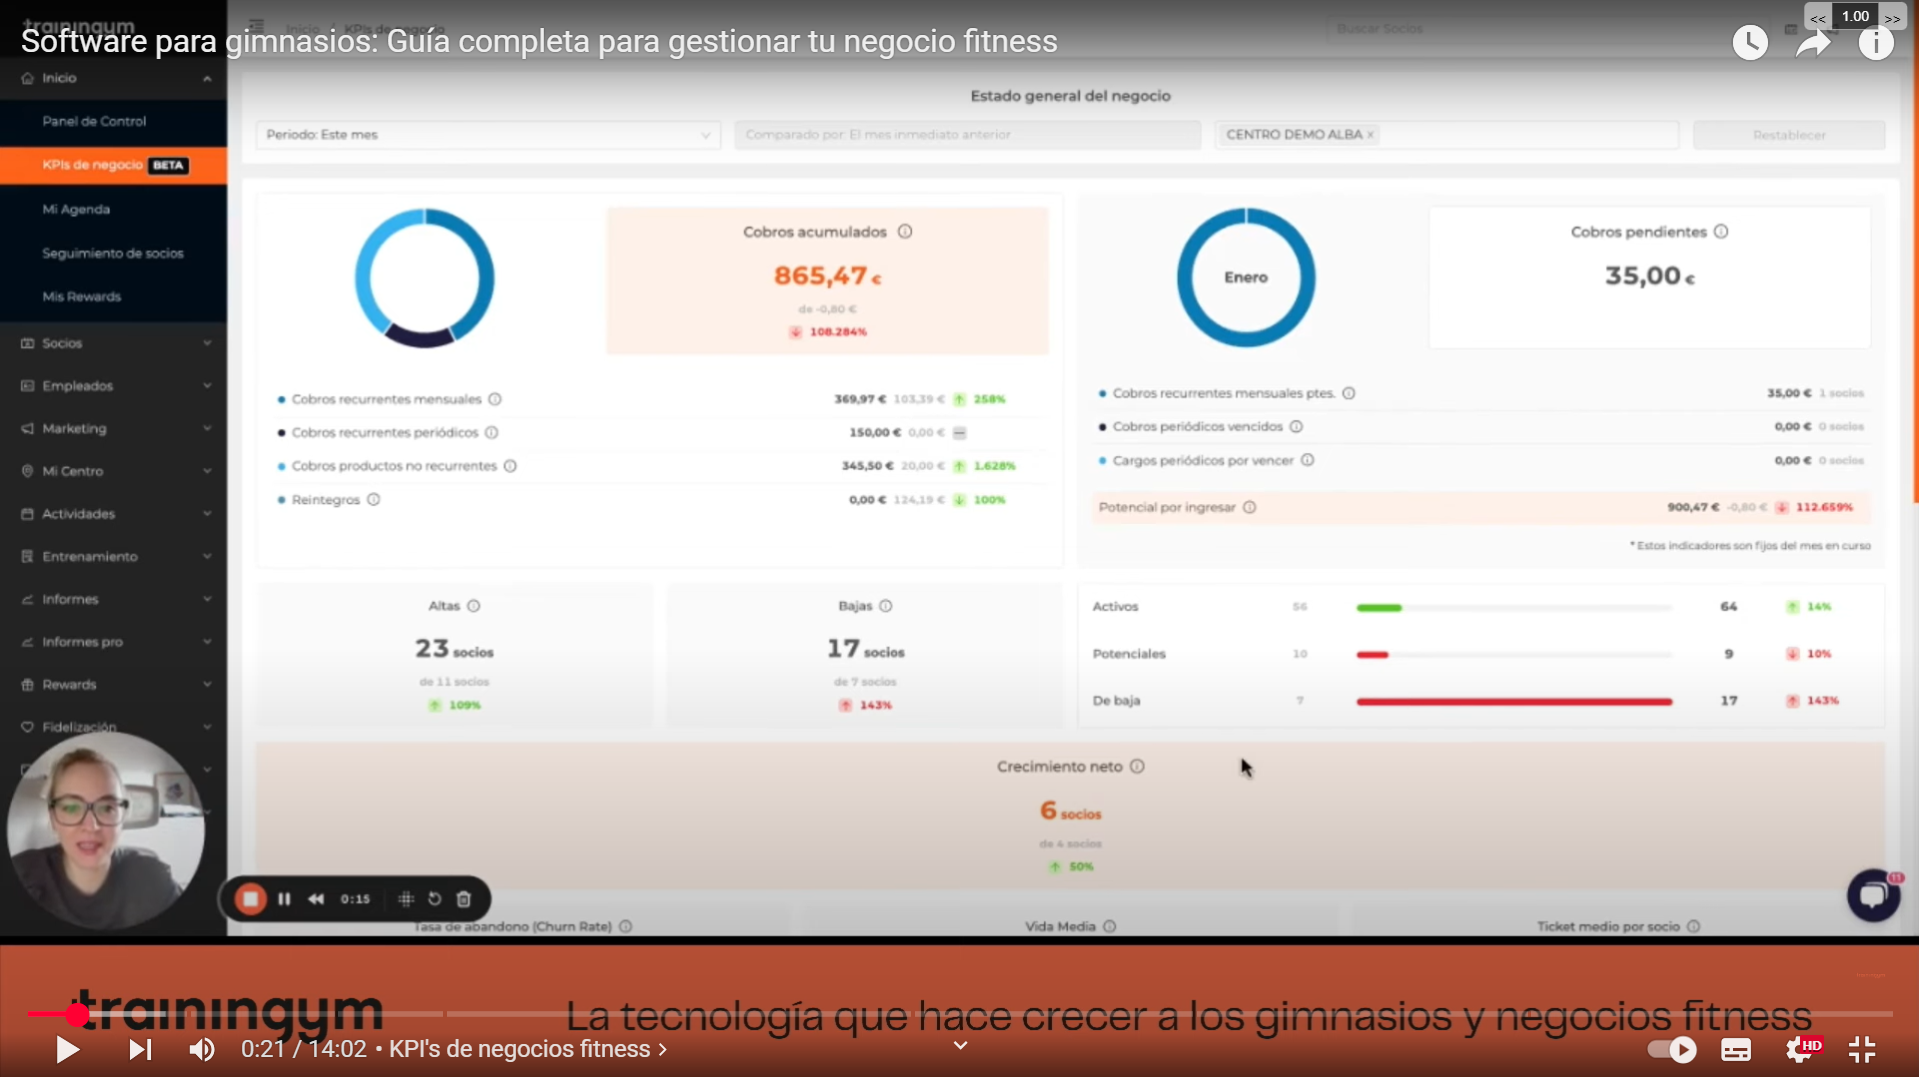 trainingym
Inicio / KPIs de negocio
Buscar Socios
<< 1.00 >>
Software para gimnasios: Guía completa para gestionar tu negocio fitness
Inicio
Panel de Control
KPIs de negocio BETA
Mi Agenda
Seguimiento de socios
Mis Rewards
Socios
Empleados
Marketing
Mi Centro
Actividades
Entrenamiento
Informes
Informes pro
Rewards
Fidelización
Estado general del negocio
Periodo: Este mes
Comparado por: El mes inmediato anterior
CENTRO DEMO ALBA ×
Restablecer
Cobros acumulados
865,47 €
de -0,80 €
108.284%
Cobros recurrentes mensuales 369,97 € 103,39 € 258%
Cobros recurrentes periódicos 150,00 € 0,00 €
Cobros productos no recurrentes 345,50 € 20,00 € 1.628%
Reintegros 0,00 € 124,19 € 100%
Enero
Cobros pendientes
35,00 €
Cobros recurrentes mensuales ptes. 35,00 € 1 socios
Cobros periódicos vencidos 0,00 € 0 socios
Cargos periódicos por vencer 0,00 € 0 socios
Potencial por ingresar 900,47 € -0,80 € 112.659%
* Estos indicadores son fijos del mes en curso
Altas
23 socios
de 11 socios
109%
Bajas
17 socios
de 7 socios
143%
Activos 56 64 14%
Potenciales 10 9 10%
De baja 7 17 143%
Crecimiento neto
6 socios
de 4 socios
50%
0:15
11
Tasa de abandono (Churn Rate)
Vida Media
Ticket medio por socio
trainingym
La tecnología que hace crecer a los gimnasios y negocios fitness
0:21 / 14:02 • KPI's de negocios fitness
HD